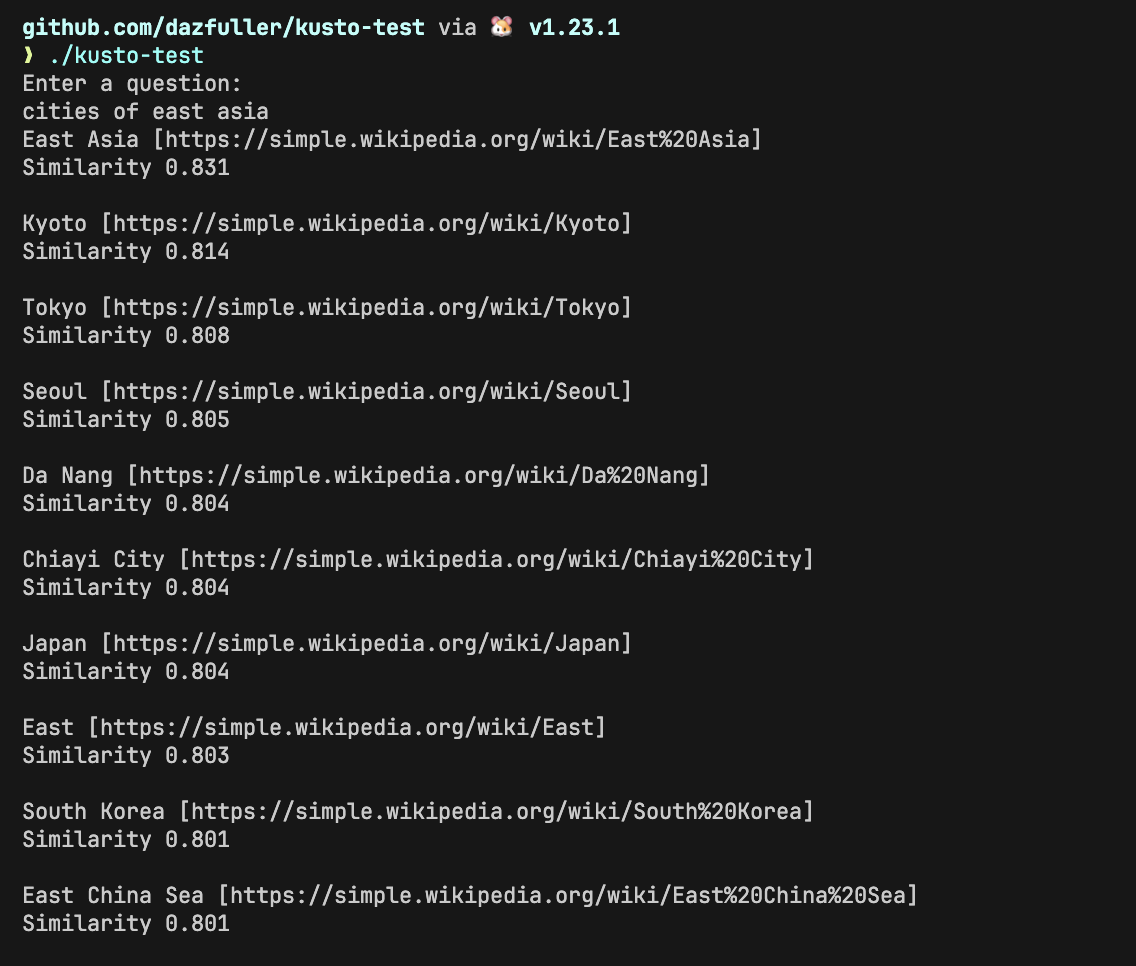 github.com/dazfuller/kusto-test via 🐹 v1.23.1
❯ ./kusto-test
Enter a question:
cities of east asia
East Asia [https://simple.wikipedia.org/wiki/East%20Asia]
Similarity 0.831
Kyoto [https://simple.wikipedia.org/wiki/Kyoto]
Similarity 0.814
Tokyo [https://simple.wikipedia.org/wiki/Tokyo]
Similarity 0.808
Seoul [https://simple.wikipedia.org/wiki/Seoul]
Similarity 0.805
Da Nang [https://simple.wikipedia.org/wiki/Da%20Nang]
Similarity 0.804
Chiayi City [https://simple.wikipedia.org/wiki/Chiayi%20City]
Similarity 0.804
Japan [https://simple.wikipedia.org/wiki/Japan]
Similarity 0.804
East [https://simple.wikipedia.org/wiki/East]
Similarity 0.803
South Korea [https://simple.wikipedia.org/wiki/South%20Korea]
Similarity 0.801
East China Sea [https://simple.wikipedia.org/wiki/East%20China%20Sea]
Similarity 0.801